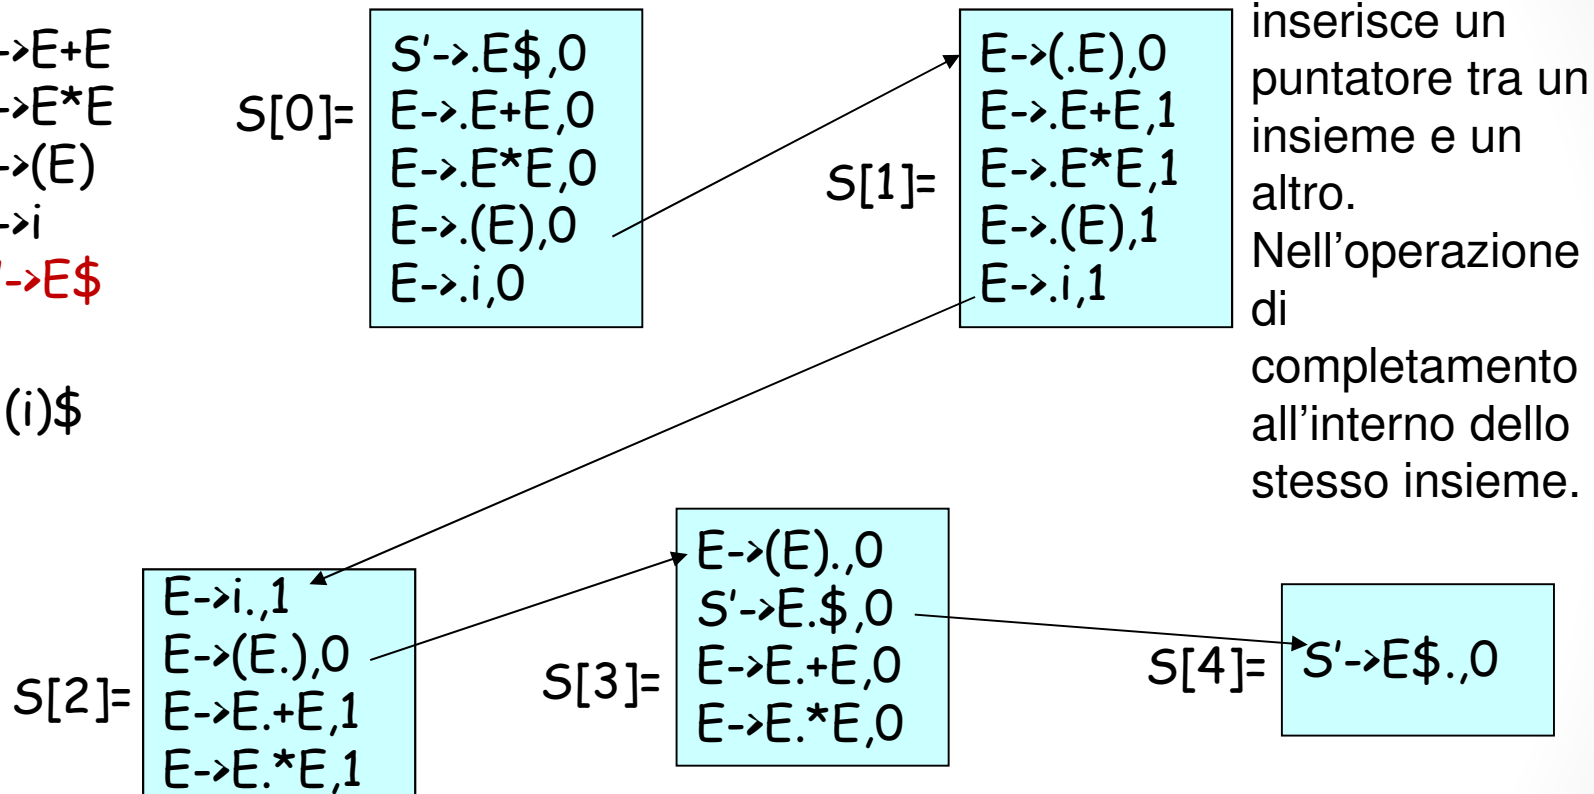 ->E+E
->E*E
->(E)
->i
'->E$
(i)$
S[0]=
S'->.E$,0
E->.E+E,0
E->.E*E,0
E->.(E),0
E->.i,0
S[1]=
E->(.E),0
E->.E+E,1
E->.E*E,1
E->.(E),1
E->.i,1
inserisce un
puntatore tra un
insieme e un
altro.
Nell'operazione
di
completamento
all'interno dello
stesso insieme.
S[2]=
E->i.,1
E->(E.),0
E->E.+E,1
E->E.*E,1
S[3]=
E->(E).,0
S'->E.$,0
E->E.+E,0
E->E.*E,0
S[4]=
S'->E$.,0